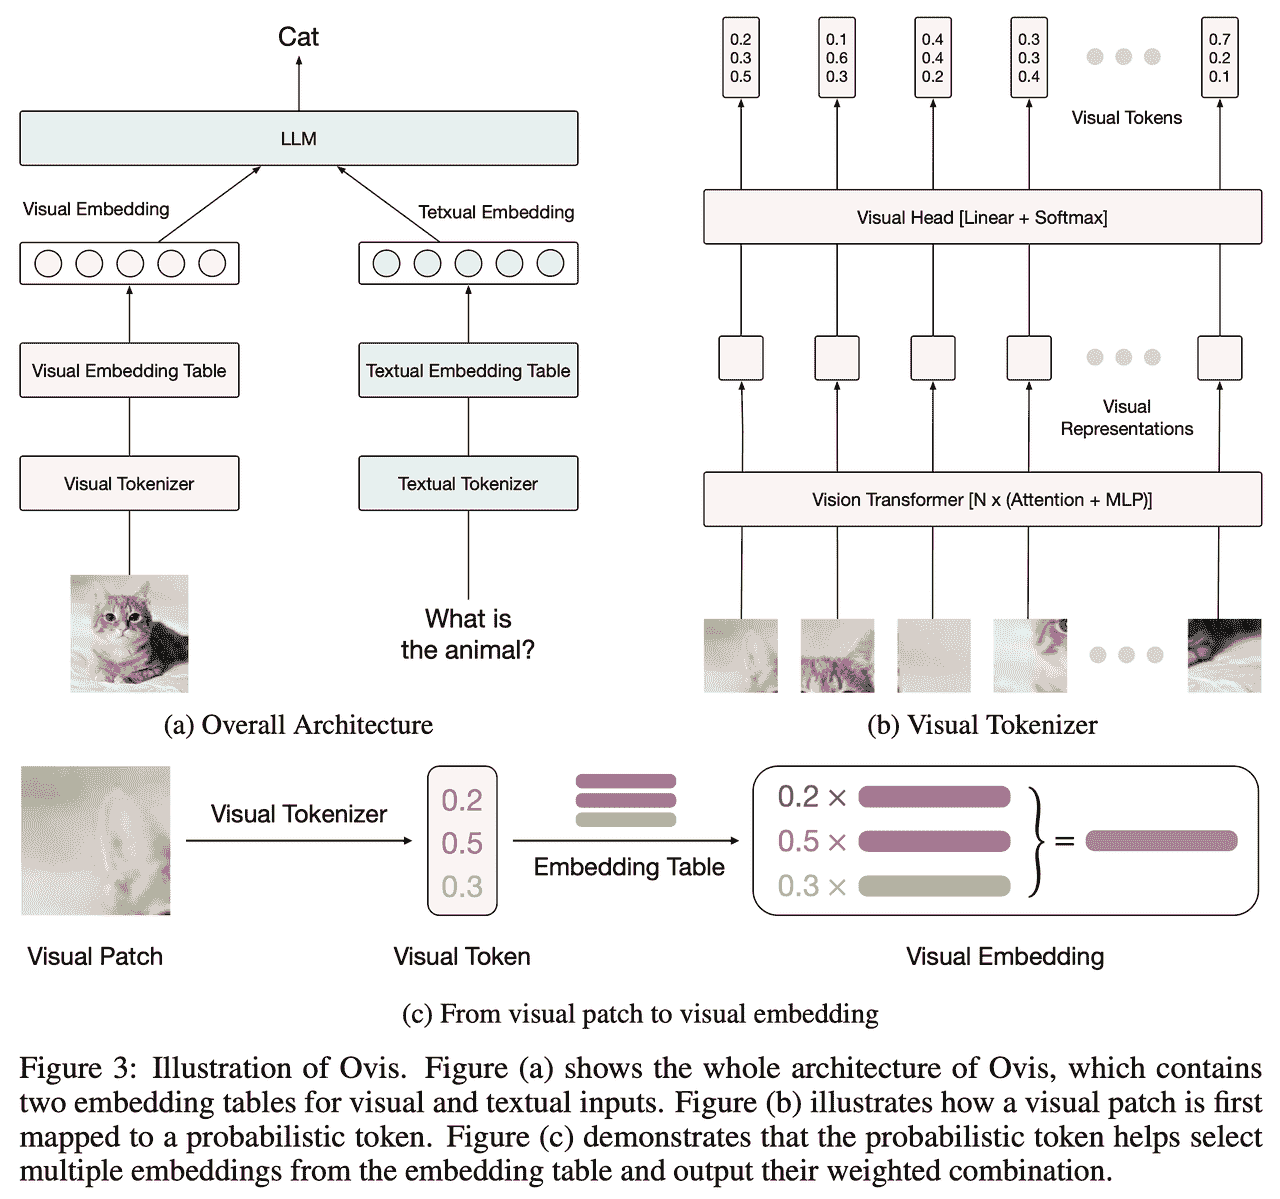 Cat
LLM
Visual Embedding
Tetxual Embedding
Visual Embedding Table
Textual Embedding Table
Visual Tokenizer
Textual Tokenizer
What is
the animal?
(a) Overall Architecture
0.2 0.1 0.4 0.3 0.7
0.3 0.6 0.4 0.3 0.2
0.5 0.3 0.2 0.4 0.1
Visual Tokens
Visual Head [Linear + Softmax]
Visual
Representations
Vision Transformer [N x (Attention + MLP)]
(b) Visual Tokenizer
Visual Tokenizer
0.2
0.5
0.3
Embedding Table
0.2 ×
0.5 ×
0.3 ×
=
Visual Patch
Visual Token
Visual Embedding
(c) From visual patch to visual embedding
Figure 3: Illustration of Ovis. Figure (a) shows the whole architecture of Ovis, which contains
two embedding tables for visual and textual inputs. Figure (b) illustrates how a visual patch is first
mapped to a probabilistic token. Figure (c) demonstrates that the probabilistic token helps select
multiple embeddings from the embedding table and output their weighted combination.